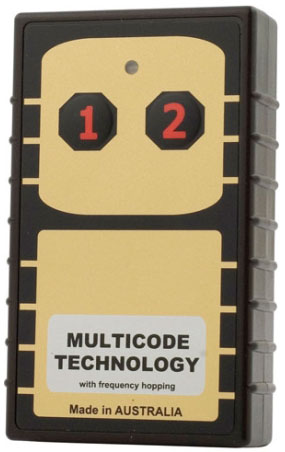 1 2
MULTICODE
TECHNOLOGY
with frequency hopping
Made in AUSTRALIA